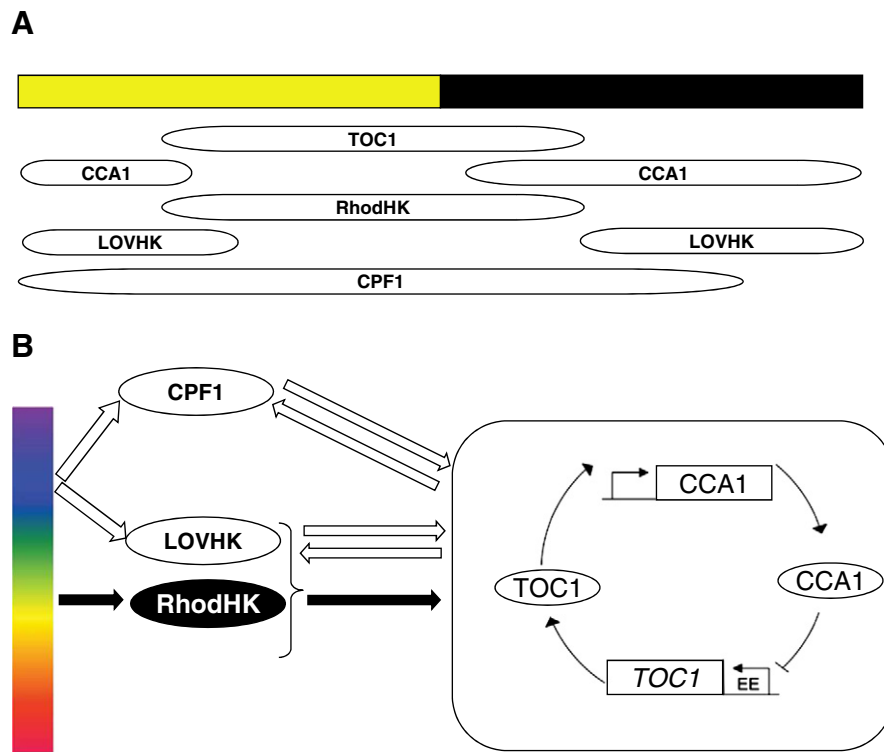 A
TOC1
CCA1 CCA1
RhodHK
LOVHK LOVHK
CPF1
B
CPF1
CCA1
LOVHK
TOC1 CCA1
RhodHK
TOC1 EE